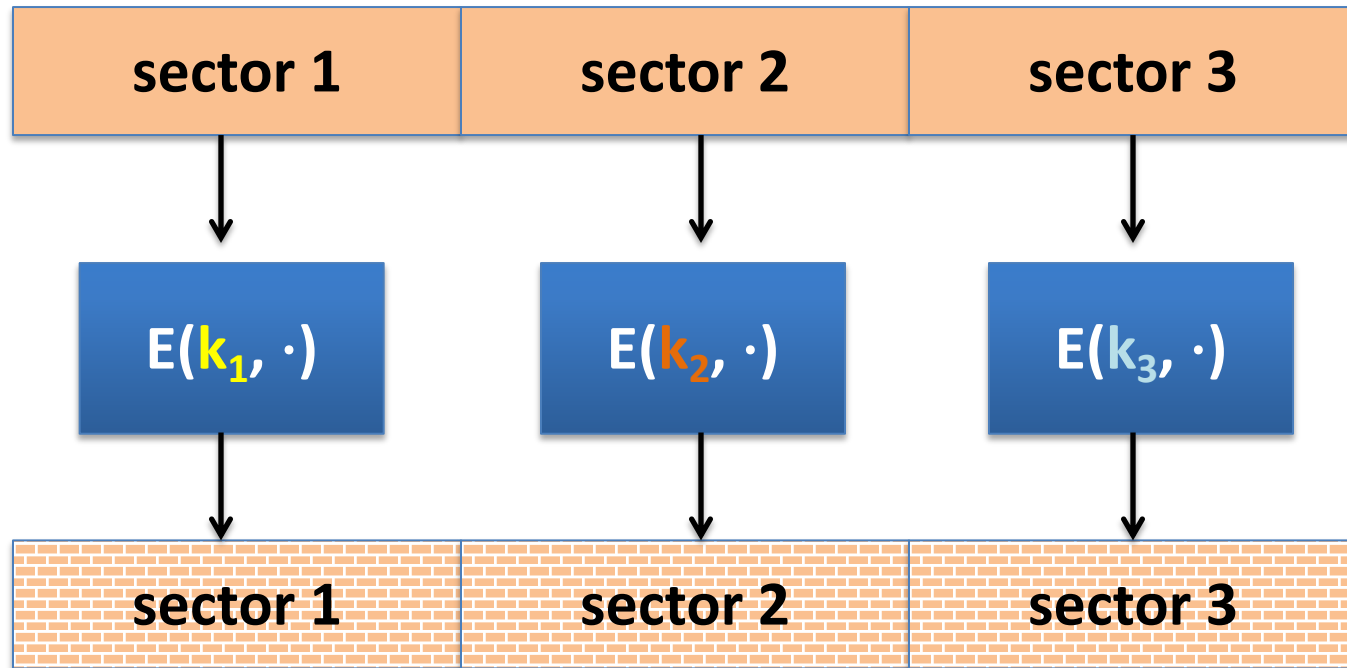 sector 1 sector 2 sector 3
E(k₁, ·) E(k₂, ·) E(k₃, ·)
sector 1 sector 2 sector 3